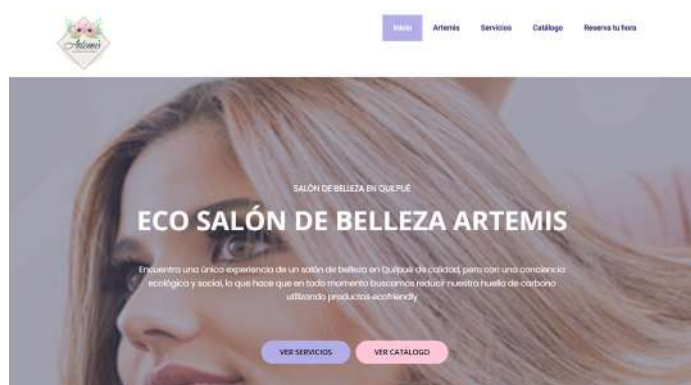 Artemis
Inicio
Artemis
Servicios
Catálogo
Reserva tu hora
SALÓN DE BELLEZA EN QUILPUÉ
ECO SALÓN DE BELLEZA ARTEMIS
Encuentra una única experiencia de un salón de belleza en Quilpué de calidad, pero con una conciencia
ecológica y social, lo que hace que en todo momento buscamos reducir nuestra huella de carbono
utilizando productos ecofriendly
VER SERVICIOS
VER CATÁLOGO